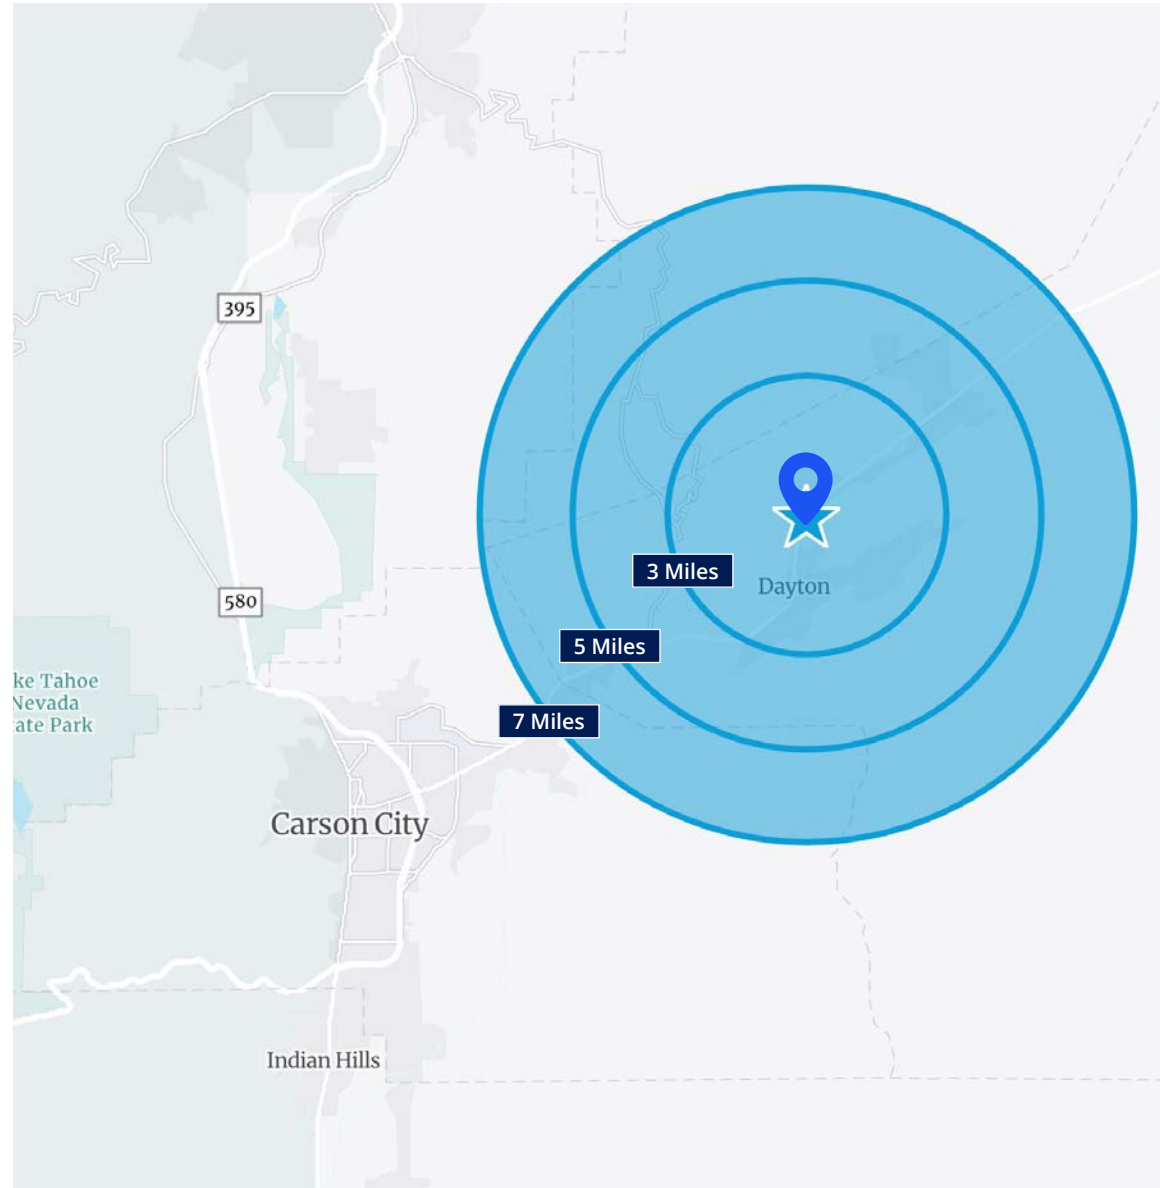 395
3 Miles
Dayton
580
5 Miles
ke Tahoe
Nevada
ate Park
7 Miles
Carson City
Indian Hills